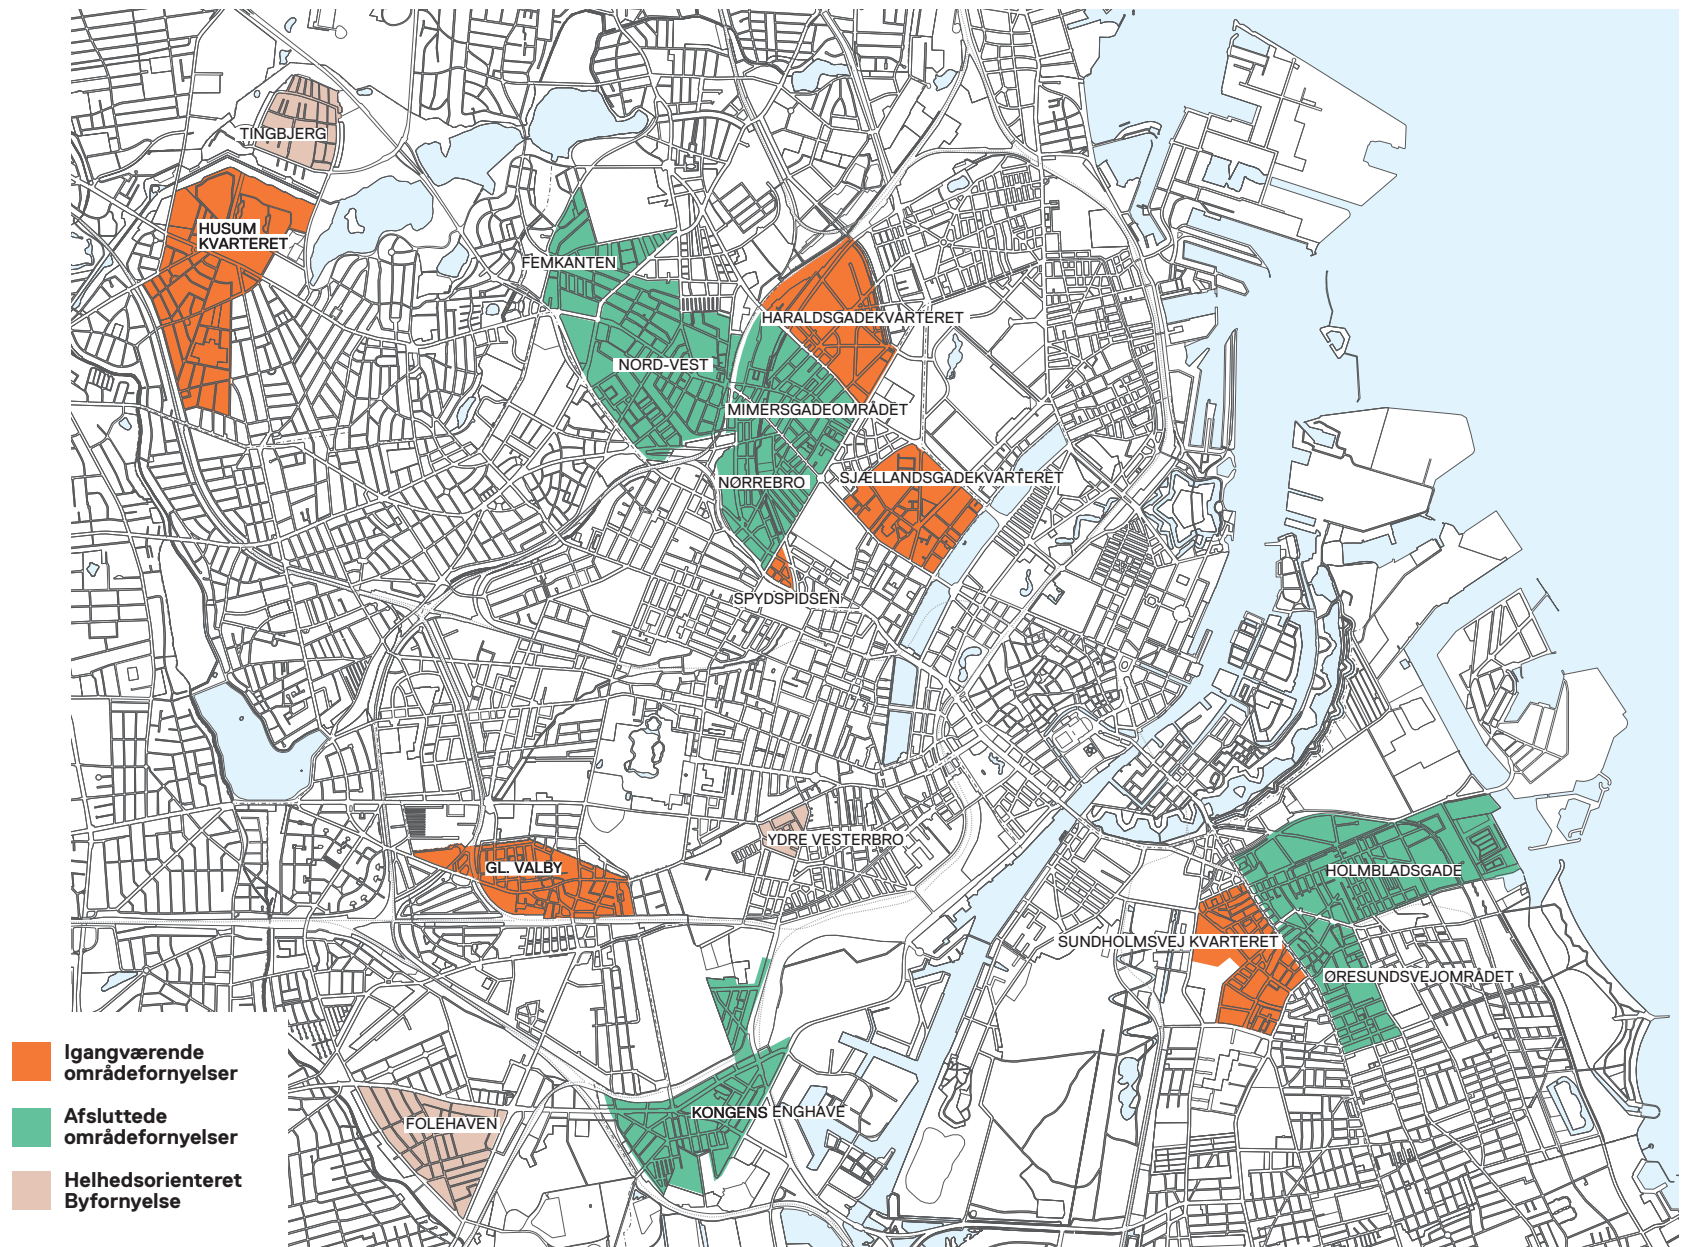 TINGBJERG
HUSUM
KVARTERET
FEMKANTEN
HARALDSGADEKVARTERET
NORD-VEST
MIMERSGADEOMRÅDET
SJÆLLANDSGADEKVARTERET
NØRREBRO
SPYDSPIDSEN
YDRE VESTERBRO
GL. VALBY
HOLMBLADSGADE
SUNDHOLMSVEJ KVARTERET
ØRESUNDSVEJOMRÅDET
KONGENS ENGHAVE
FOLEHAVEN
Igangværende
områdefornyelser
Afsluttede
områdefornyelser
Helhedsorienteret
Byfornyelse